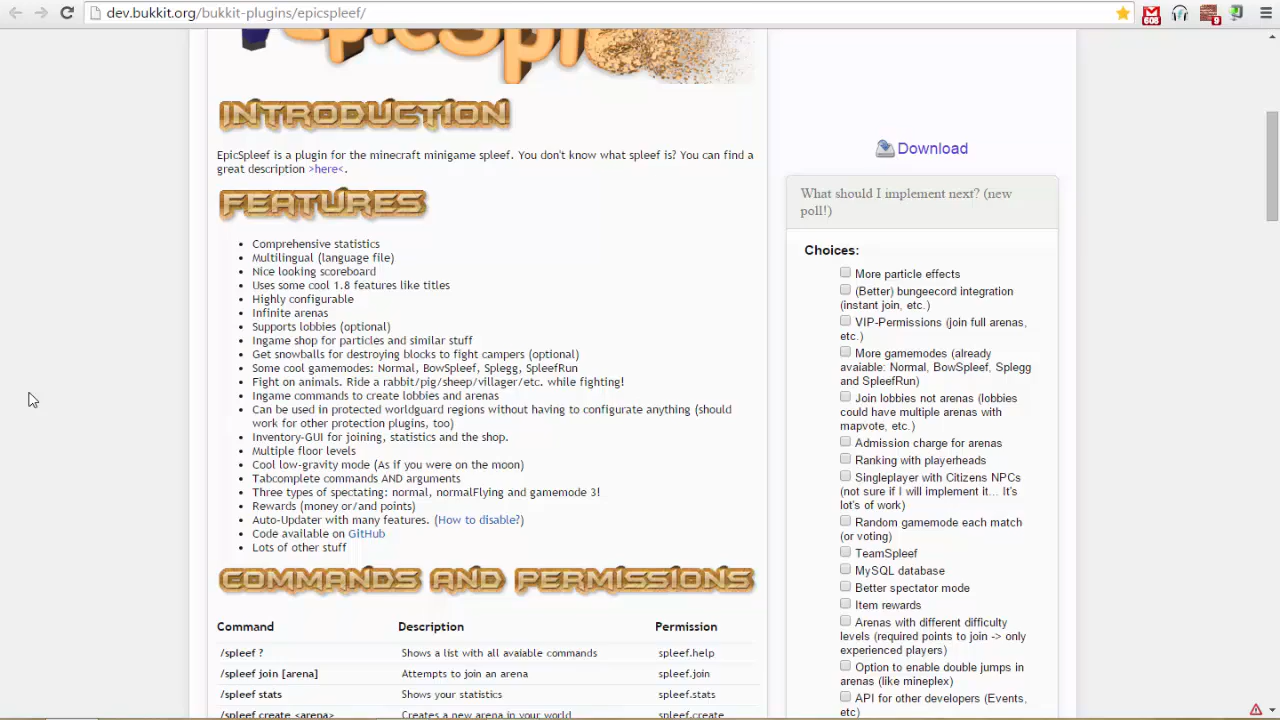 dev.bukkit.org/bukkit-plugins/epicspleef/
605
9
EpicSple
INTRODUCTION
EpicSpleef is a plugin for the minecraft minigame spleef. You don't know what spleef is? You can find a
great description >here<.
FEATURES
Comprehensive statistics
Multilingual (language file)
Nice looking scoreboard
Uses some cool 1.8 features like titles
Highly configurable
Infinite arenas
Supports lobbies (optional)
Ingame shop for particles and similar stuff
Get snowballs for destroying blocks to fight campers (optional)
Some cool gamemodes: Normal, BowSpleef, Splegg, SpleefRun
Fight on animals. Ride a rabbit/pig/sheep/villager/etc. while fighting!
Ingame commands to create lobbies and arenas
Can be used in protected worldguard regions without having to configurate anything (should
work for other protection plugins, too)
Inventory-GUI for joining, statistics and the shop.
Multiple floor levels
Cool low-gravity mode (As if you were on the moon)
Tabcomplete commands AND arguments
Three types of spectating: normal, normalFlying and gamemode 3!
Rewards (money or/and points)
Auto-Updater with many features. (How to disable?)
Code available on GitHub
Lots of other stuff
COMMANDS AND PERMISSIONS
Command Description Permission
/spleef ? Shows a list with all avaiable commands spleef.help
/spleef join [arena] Attempts to join an arena spleef.join
/spleef stats Shows your statistics spleef.stats
/spleef create <arena> Creates a new arena in your world spleef.create
Download
What should I implement next? (new
poll!)
Choices:
More particle effects
(Better) bungeecord integration
(instant join, etc.)
VIP-Permissions (join full arenas,
etc.)
More gamemodes (already
avaiable: Normal, BowSpleef, Splegg
and SpleefRun)
Join lobbies not arenas (lobbies
could have multiple arenas with
mapvote, etc.)
Admission charge for arenas
Ranking with playerheads
Singleplayer with Citizens NPCs
(not sure if I will implement it... It's
lot's of work)
Random gamemode each match
(or voting)
TeamSpleef
MySQL database
Better spectator mode
Item rewards
Arenas with different difficulty
levels (required points to join -> only
experienced players)
Option to enable double jumps in
arenas (like mineplex)
API for other developers (Events,
etc)